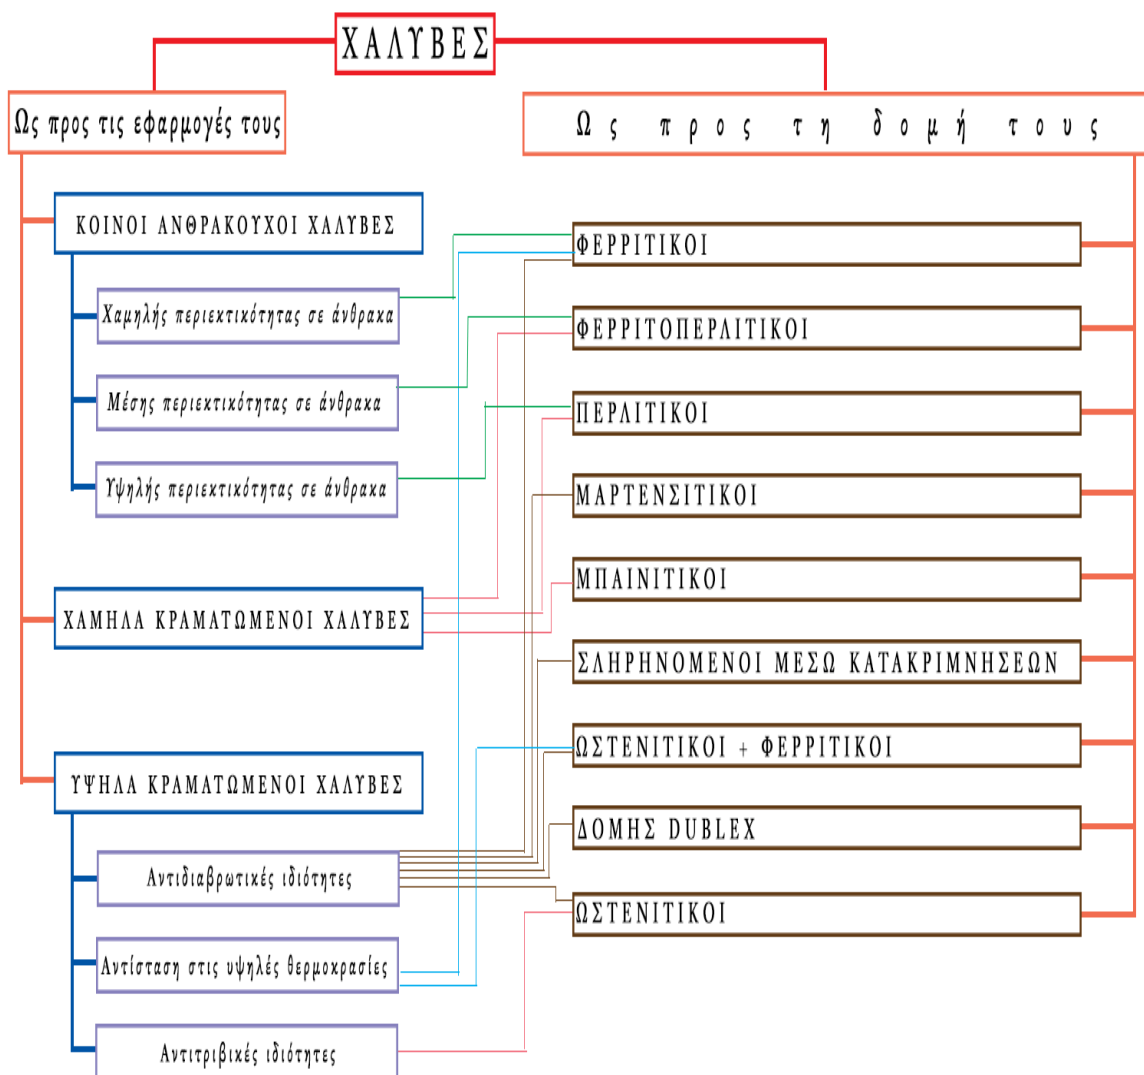 ΧΑΛΥΒΕΣ
Ως προς τις εφαρμογές τους
Ως προς τη δομή τους
ΚΟΙΝΟΙ ΑΝΘΡΑΚΟΥΧΟΙ ΧΑΛΥΒΕΣ
Χαμηλής περιεκτικότητας σε άνθρακα
Μέσης περιεκτικότητας σε άνθρακα
Υψηλής περιεκτικότητας σε άνθρακα
ΧΑΜΗΛΑ ΚΡΑΜΑΤΩΜΕΝΟΙ ΧΑΛΥΒΕΣ
ΥΨΗΛΑ ΚΡΑΜΑΤΩΜΕΝΟΙ ΧΑΛΥΒΕΣ
Αντιδιαβρωτικές ιδιότητες
Αντίσταση στις υψηλές θερμοκρασίες
Αντιτριβικές ιδιότητες
ΦΕΡΡΙΤΙΚΟΙ
ΦΕΡΡΙΤΟΠΕΡΛΙΤΙΚΟΙ
ΠΕΡΛΙΤΙΚΟΙ
ΜΑΡΤΕΝΣΙΤΙΚΟΙ
ΜΠΑΙΝΙΤΙΚΟΙ
ΣΛΗΡΗΝΟΜΕΝΟΙ ΜΕΣΩ ΚΑΤΑΚΡΙΜΝΗΣΕΩΝ
ΩΣΤΕΝΙΤΙΚΟΙ + ΦΕΡΡΙΤΙΚΟΙ
ΔΟΜΗΣ DUBLEX
ΩΣΤΕΝΙΤΙΚΟΙ